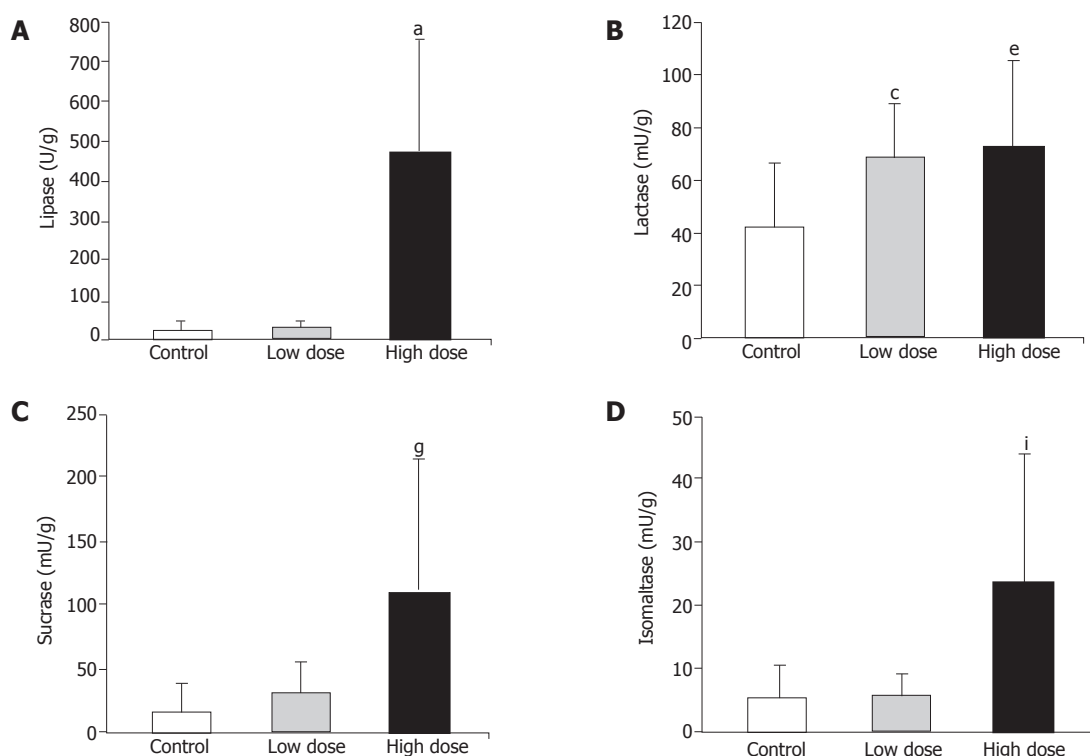 A
Lipase (U/g)
800
700
600
500
400
300
200
100
0
a
Control Low dose High dose
B
Lactase (mU/g)
120
100
80
60
40
20
0
c
e
Control Low dose High dose
C
Sucrase (mU/g)
250
200
150
100
50
0
g
Control Low dose High dose
D
Isomaltase (mU/g)
50
40
30
20
10
0
i
Control Low dose High dose